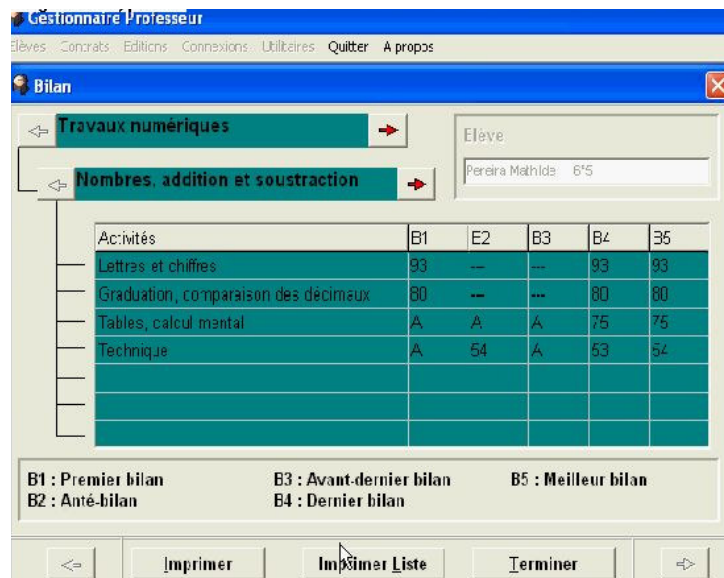 Gestionnaire Professeur
Elèves Contrats Editions Connexions Utilitaires Quitter A propos
Bilan
Travaux numériques
Elève
Nombres, addition et soustraction
Pereira Mathilde 6°5
Activités B1 E2 B3 B4 B5
Lettres et chiffres 93 --- --- 93 93
Graduation, comparaison des décimaux 80 --- --- 80 80
Tables, calcul mental A A A 75 75
Technique A 54 A 53 54
B1 : Premier bilan B3 : Avant-dernier bilan B5 : Meilleur bilan
B2 : Anté-bilan B4 : Dernier bilan
Imprimer Imprimer Liste Terminer